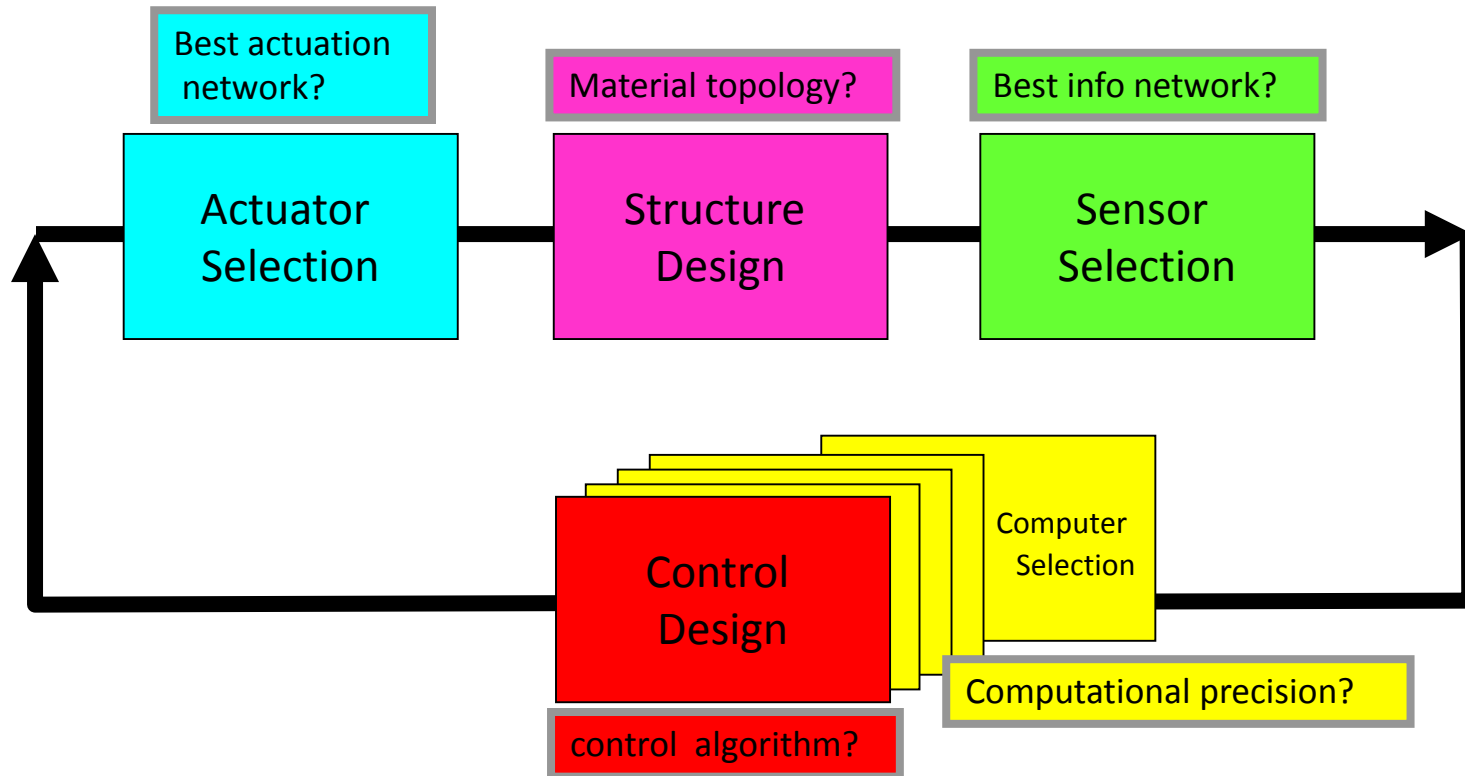 Best actuation
network?
Material topology?
Best info network?
Actuator
Selection
Structure
Design
Sensor
Selection
Computer
Selection
Control
Design
Computational precision?
control algorithm?